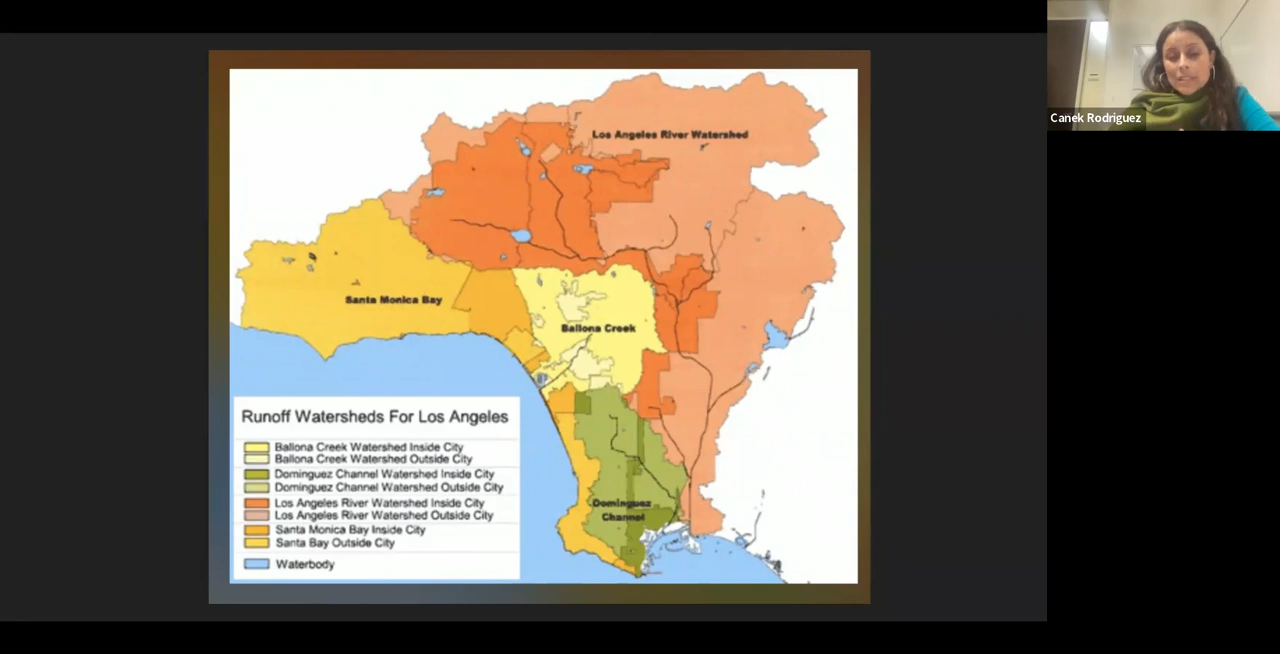 Canek Rodriguez
Los Angeles River Watershed
Santa Monica Bay
Ballona Creek
Dominguez
Channel
Runoff Watersheds For Los Angeles
Ballona Creek Watershed Inside City
Ballona Creek Watershed Outside City
Dominguez Channel Watershed Inside City
Dominguez Channel Watershed Outside City
Los Angeles River Watershed Inside City
Los Angeles River Watershed Outside City
Santa Monica Bay Inside City
Santa Bay Outside City
Waterbody